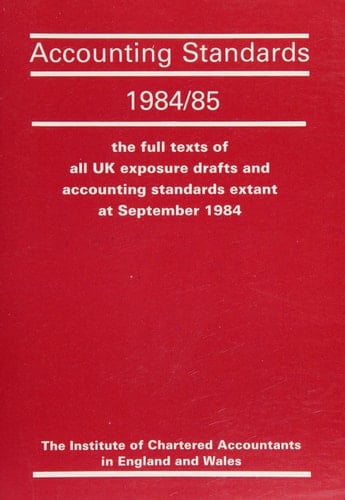 Accounting Standards
1984/85
the full texts of
all UK exposure drafts and
accounting standards extant
at September 1984
The Institute of Chartered Accountants
in England and Wales